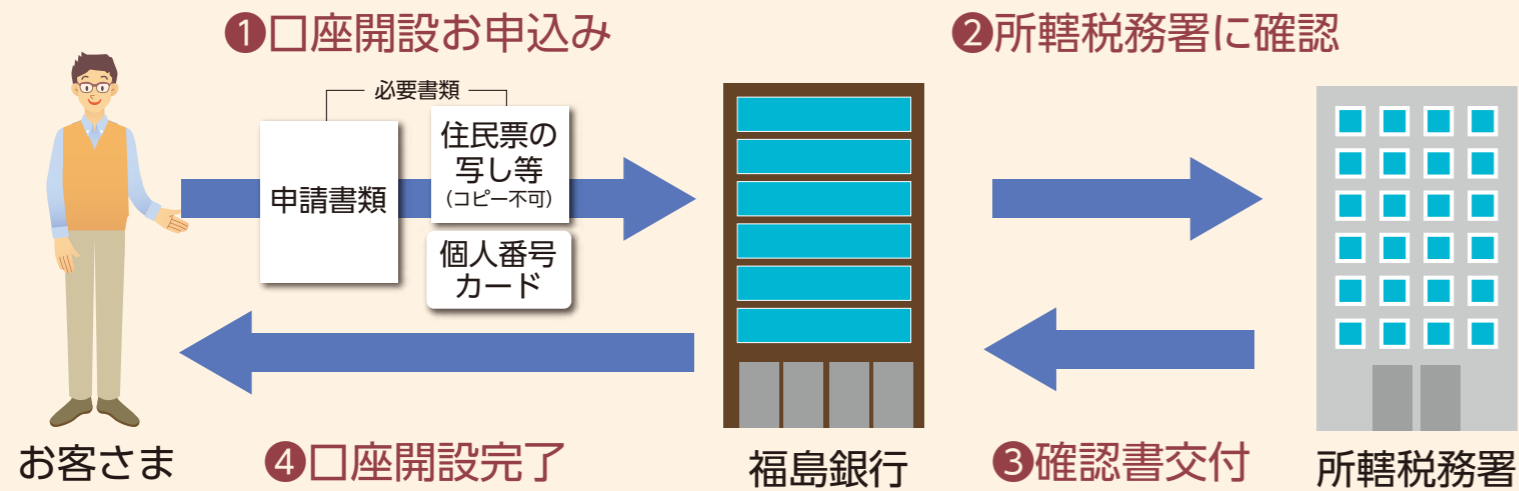 ❶口座開設お申込み
❷所轄税務署に確認
必要書類
申請書類
住民票の
写し等
(コピー不可)
個人番号
カード
お客さま
❹口座開設完了
福島銀行
❸確認書交付
所轄税務署